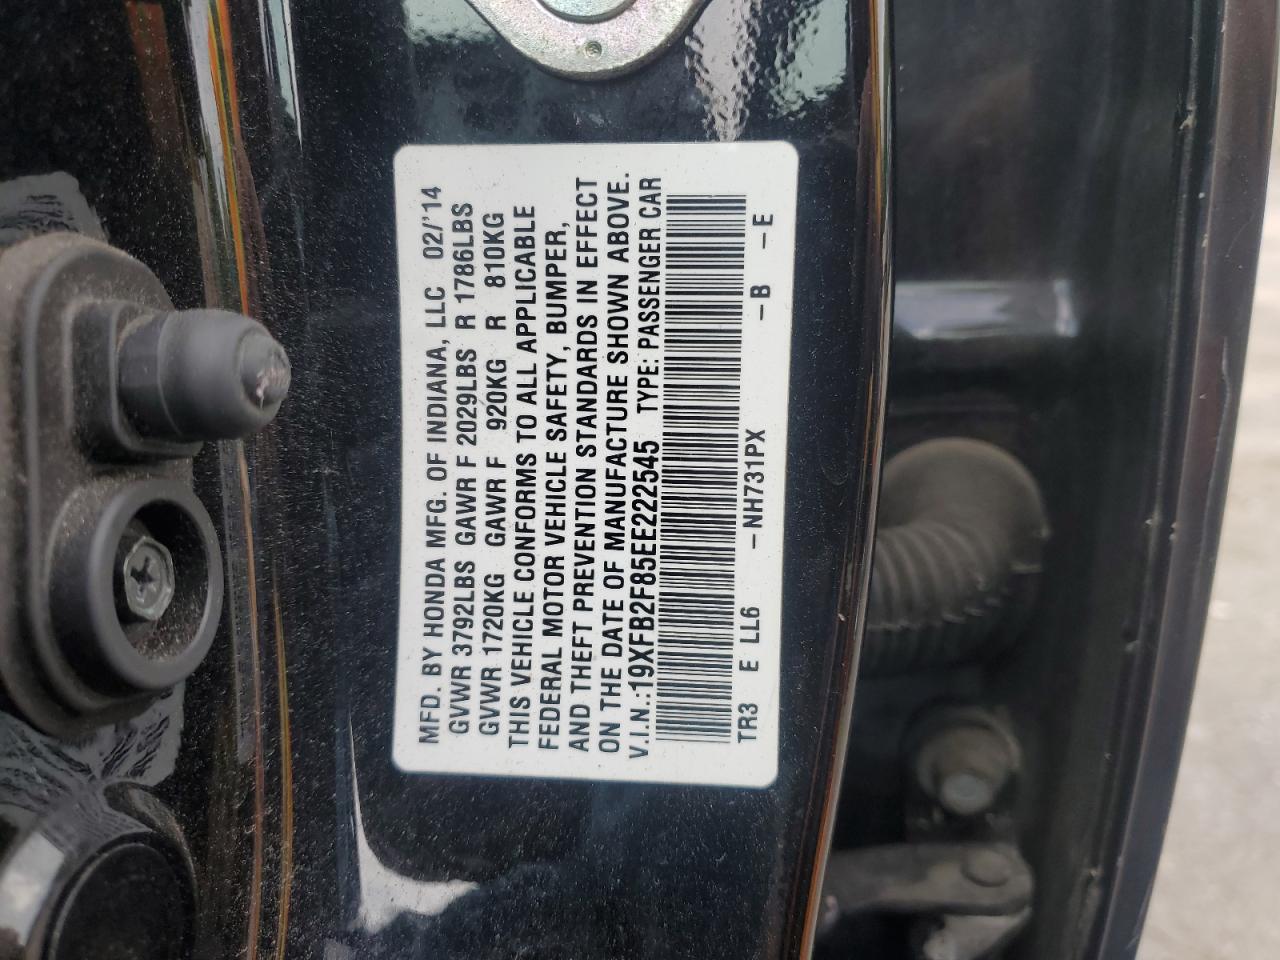 MFD. BY HONDA MFG. OF INDIANA, LLC 02/'14
GVWR 3792LBS GAWR F 2029LBS R 1786LBS
GVWR 1720KG GAWR F 920KG R 810KG
THIS VEHICLE CONFORMS TO ALL APPLICABLE
FEDERAL MOTOR VEHICLE SAFETY, BUMPER,
AND THEFT PREVENTION STANDARDS IN EFFECT
ON THE DATE OF MANUFACTURE SHOWN ABOVE.
V.I.N.:19XFB2F85EE222545 TYPE: PASSENGER CAR
TR3 E LL6 -NH731PX -B -E